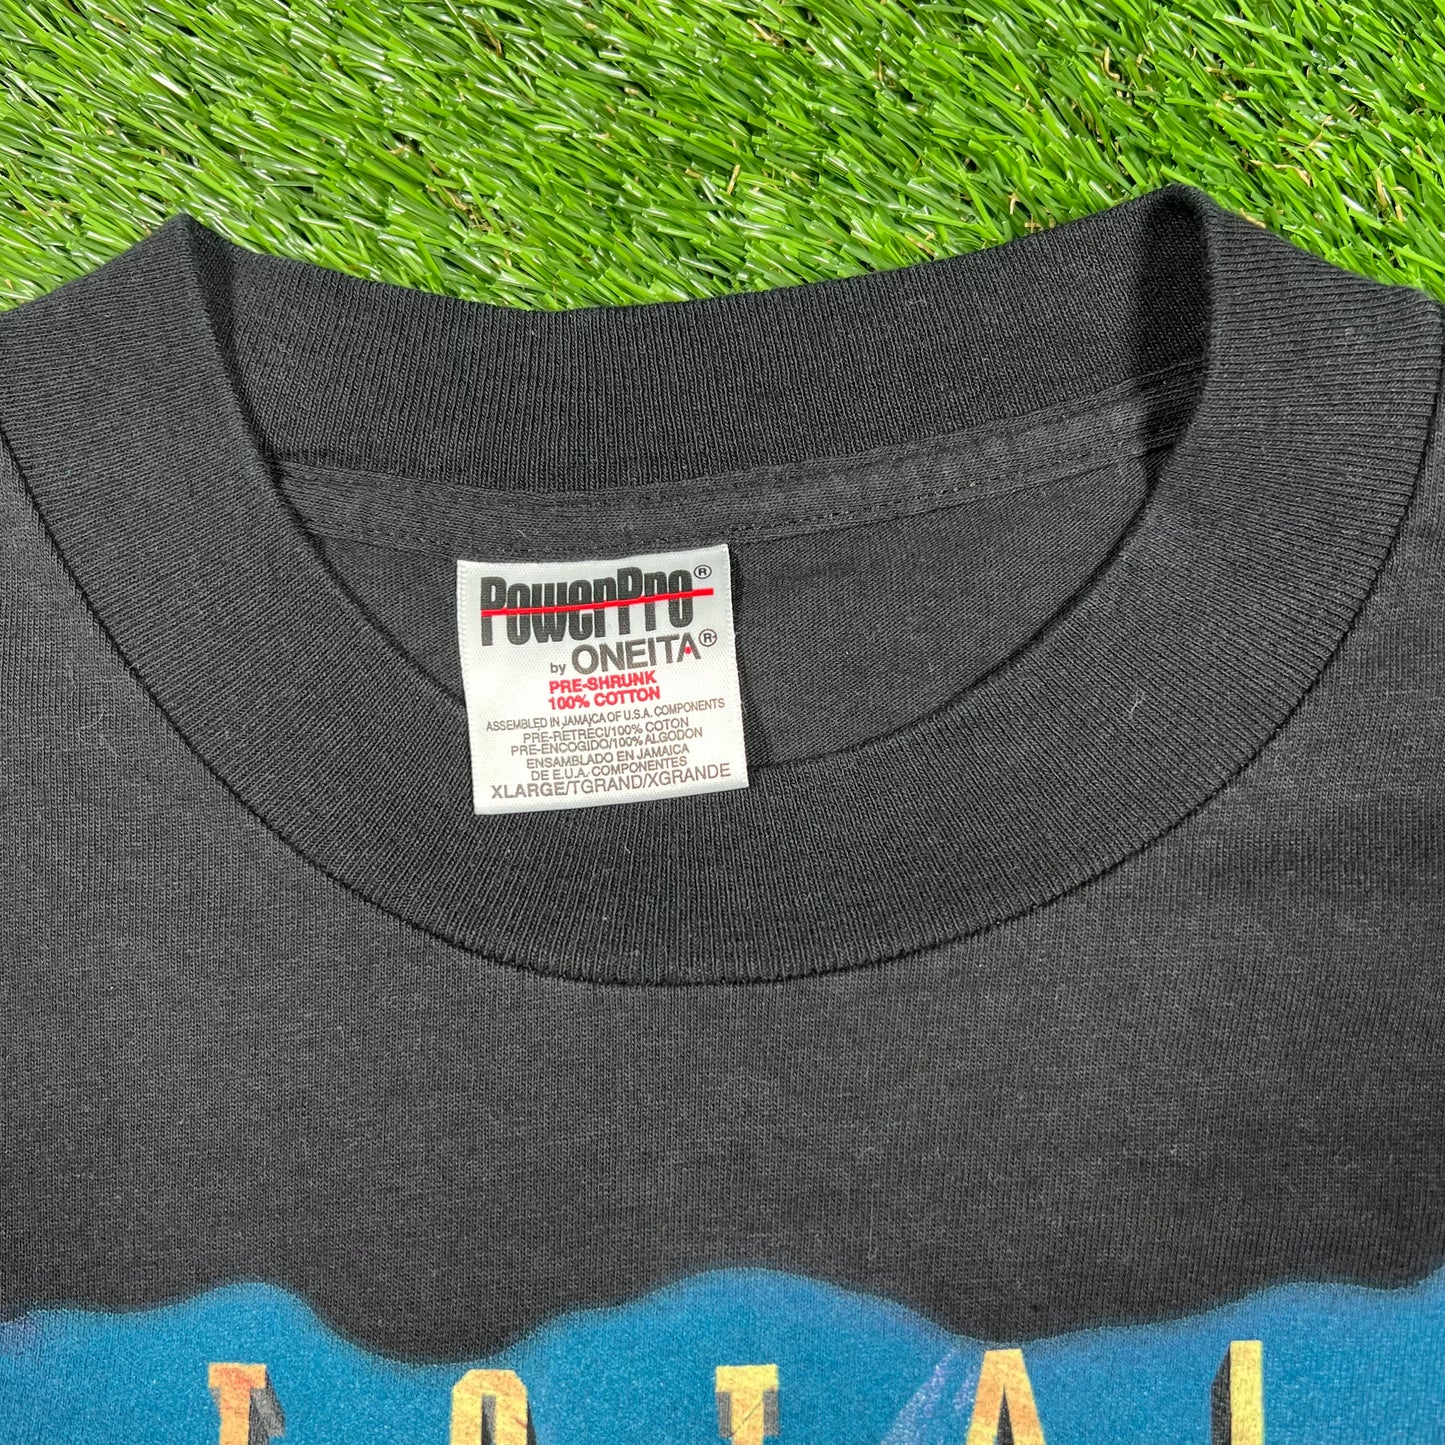 PowerPro®
by ONEITA®
PRE-SHRUNK
100% COTTON
ASSEMBLED IN JAMAICA OF U.S.A. COMPONENTS
PRE-RETRECI/100% COTON
PRE-ENCOGIDO/100% ALGODON
ENSAMBLADO EN JAMAICA
DE E.U.A. COMPONENTES
XLARGE/TGRAND/XGRANDE
TOTAL